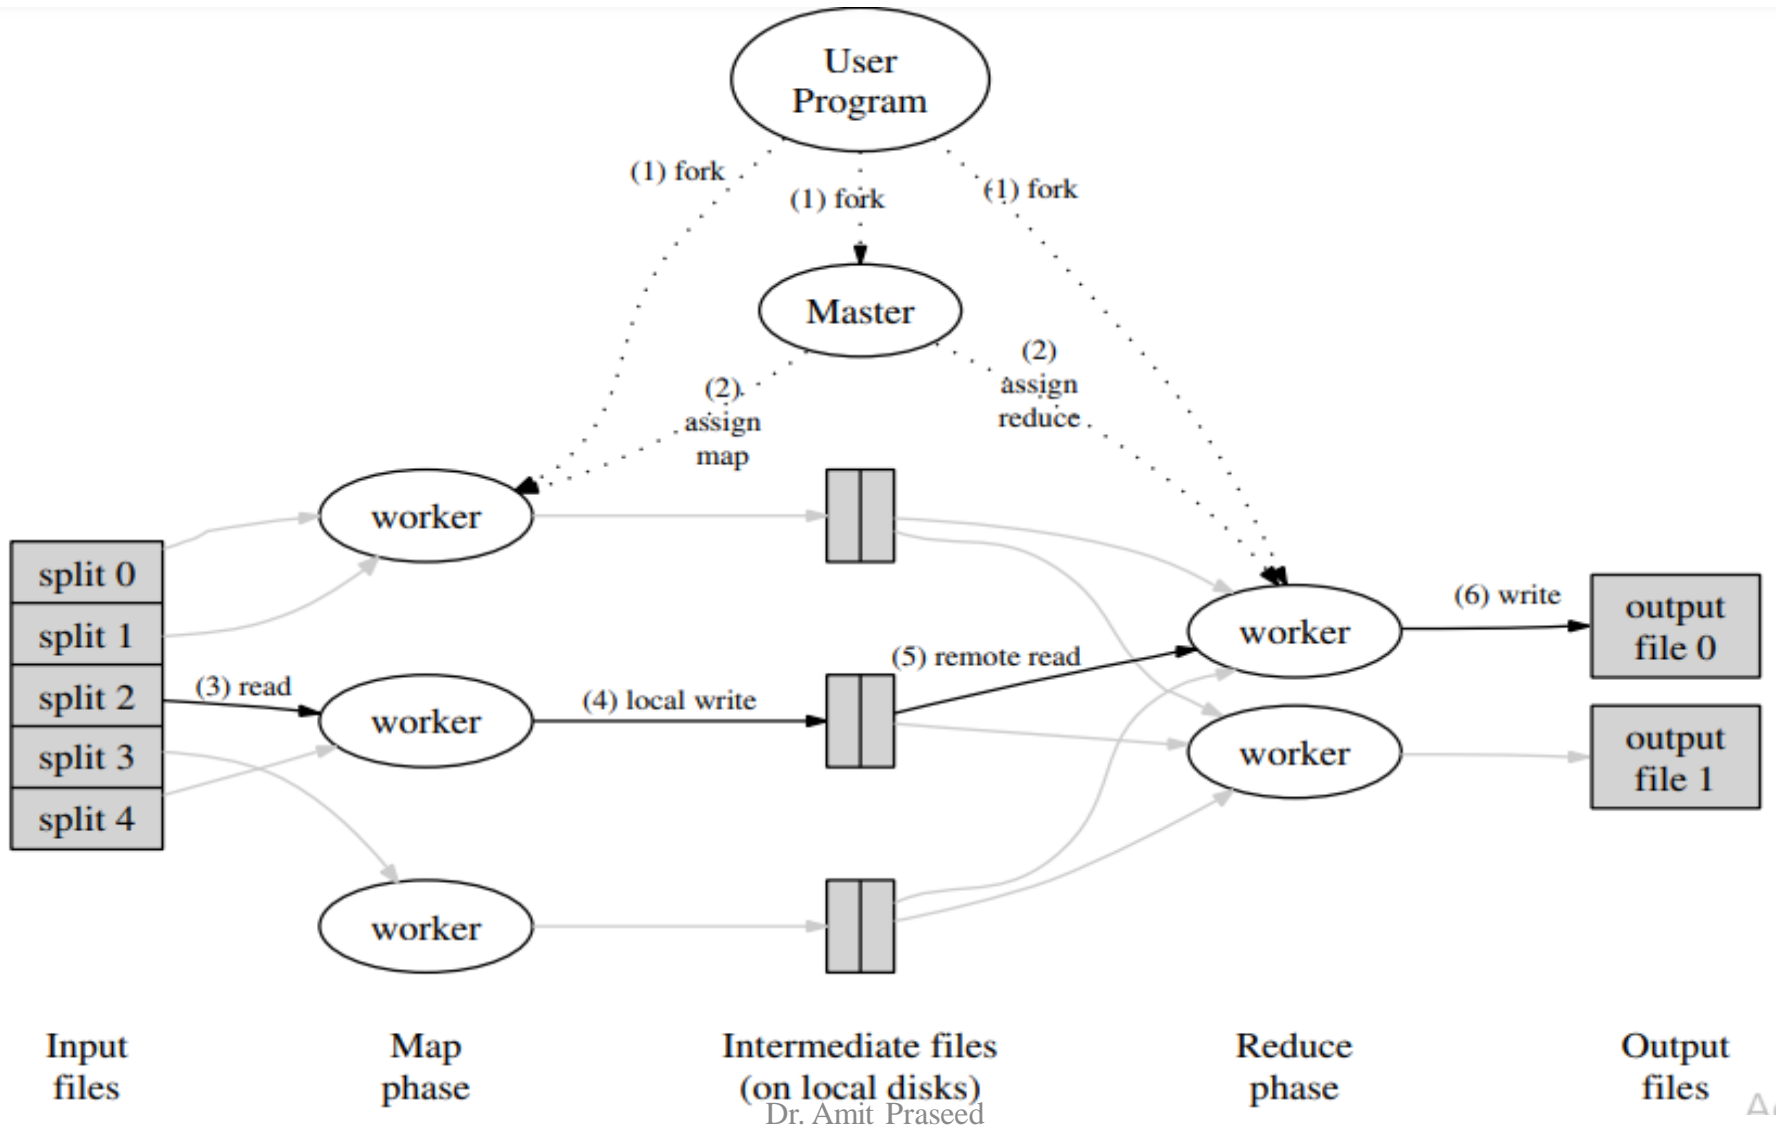 User
Program
(1) fork
(1) fork
(1) fork
Master
(2)
assign
map
(2)
assign
reduce
worker
split 0
split 1
split 2
split 3
split 4
(3) read
worker
(4) local write
worker
(5) remote read
worker
worker
(6) write
output
file 0
output
file 1
Input
files
Map
phase
Intermediate files
(on local disks)
Reduce
phase
Output
files
Dr. Amit Praseed